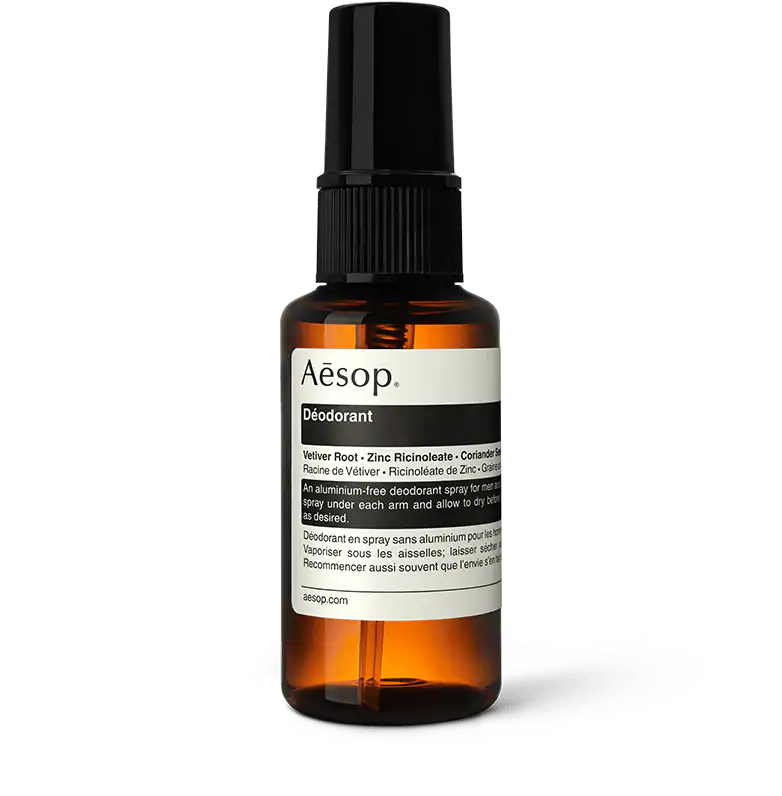 Aēsop®
Déodorant
Vetiver Root • Zinc Ricinoleate • Coriander
Racine de Vétiver • Ricinoléate de Zinc •
An aluminium-free deodorant spray for men
spray under each arm and allow to dry
as desired.
Déodorant en spray sans aluminium pour les
Vaporiser sous les aisselles; laisser sécher
Recommencer aussi souvent que l'envie s'en
aesop.com